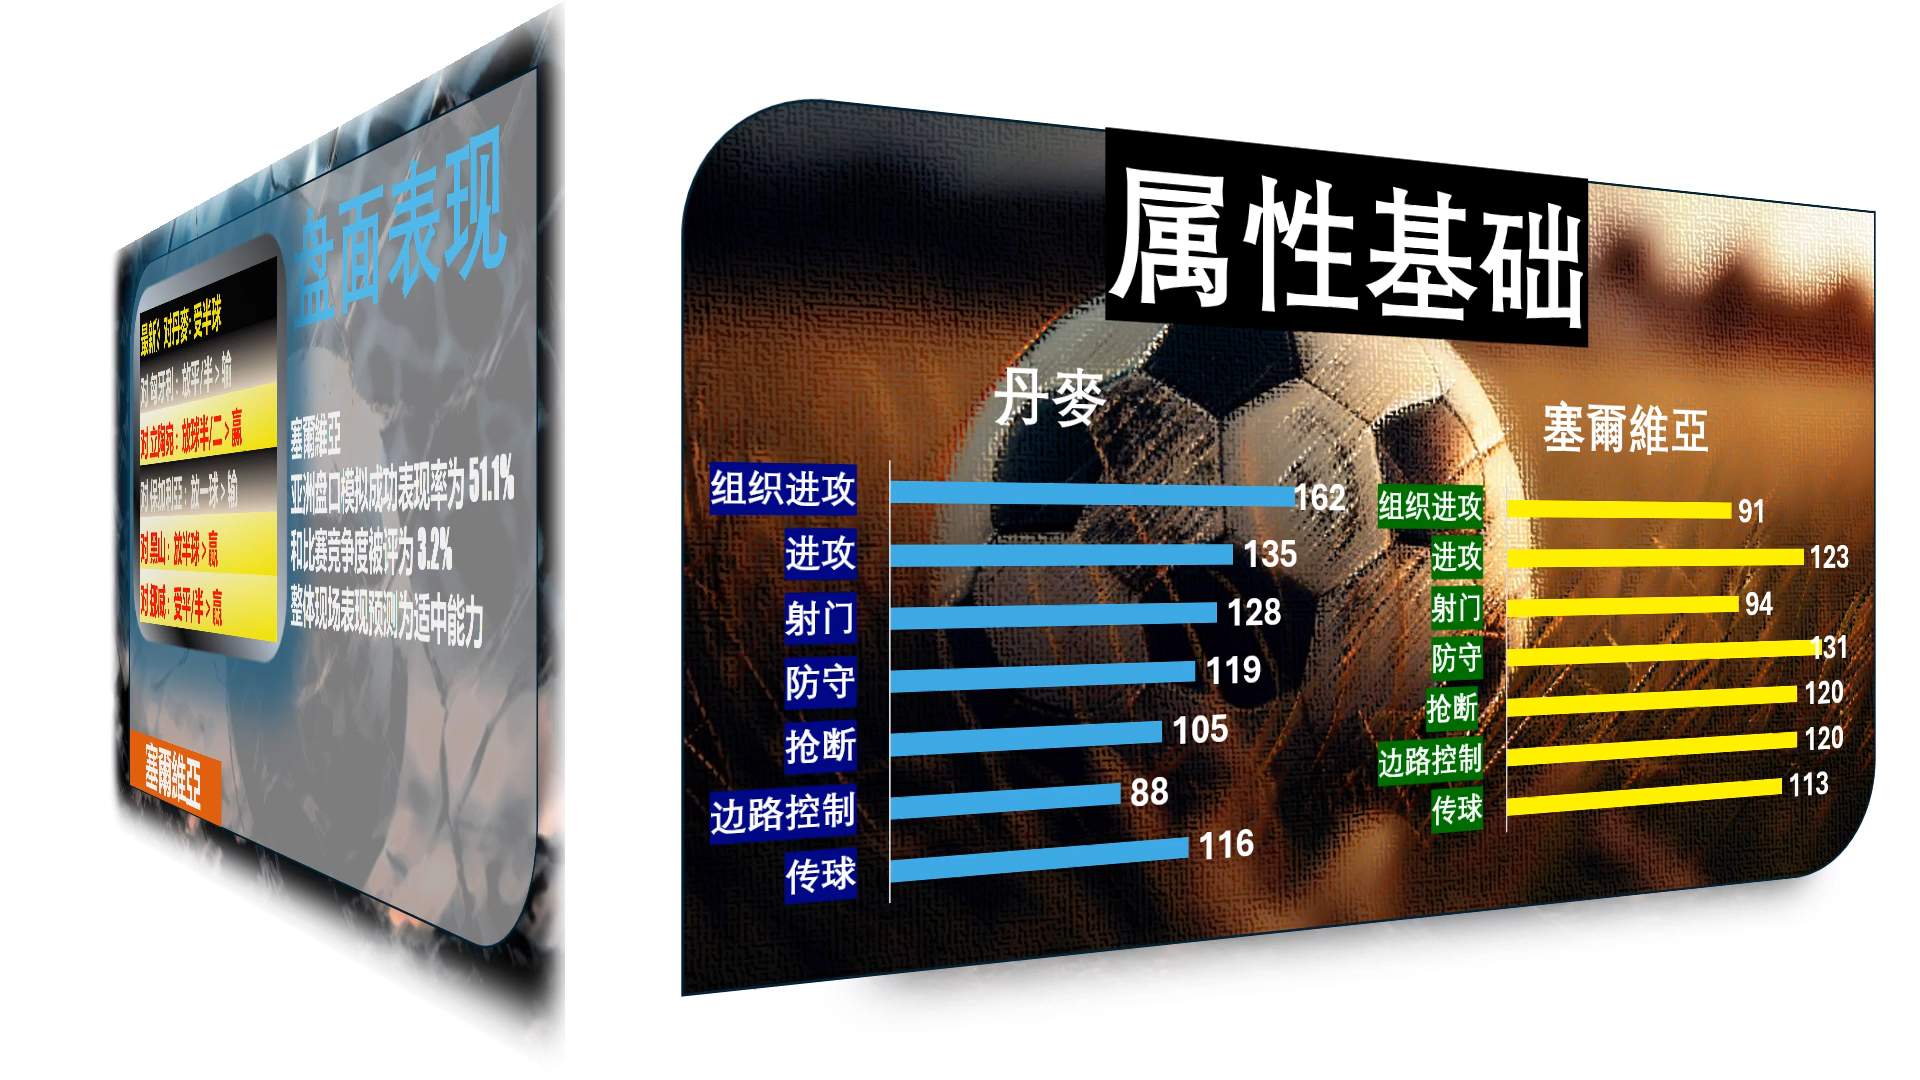 盘面表现
最新》对丹麥: 受半球
对 匈牙利 : 放平/半 > 输
对 立陶宛 : 放球半/二 > 赢
对 保加利亞 : 放一球 > 输
对 黑山 : 放半球 > 赢
对 挪威 : 受平/半 > 赢
塞爾維亞
亚洲盘口模拟成功表现率为 51.1%
和比赛竞争度被评为 3.2%
整体现场表现预测为适中能力
塞爾維亞
属性基础
丹麥
组织进攻 162
进攻 135
射门 128
防守 119
抢断 105
边路控制 88
传球 116
塞爾維亞
组织进攻 91
进攻 123
射门 94
防守 131
抢断 120
边路控制 120
传球 113